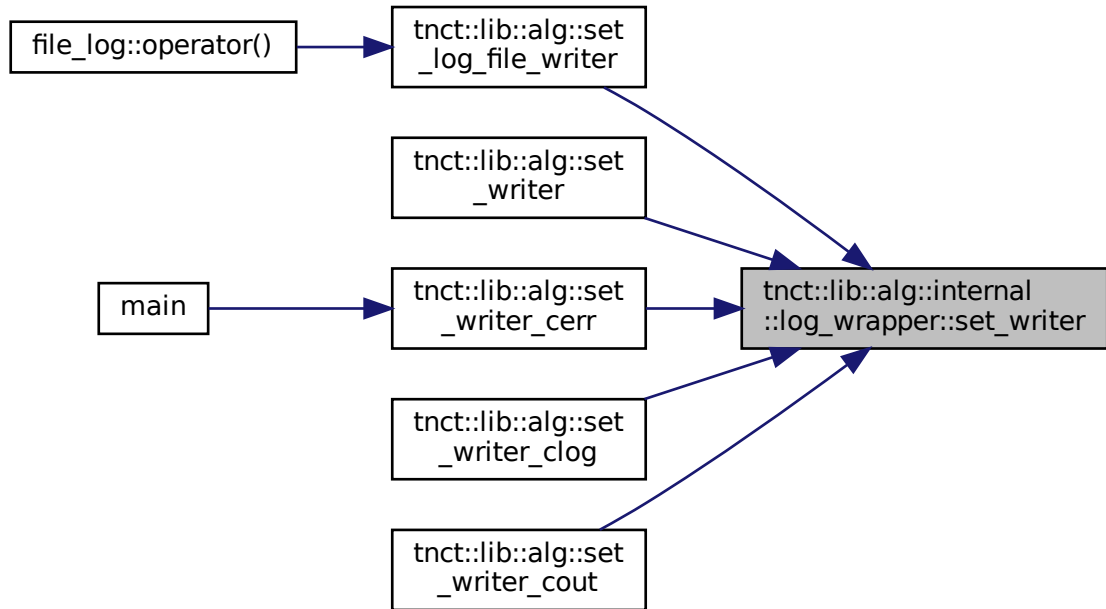 file_log::operator()
tnct::lib::alg::set
_log_file_writer
tnct::lib::alg::set
_writer
main
tnct::lib::alg::set
_writer_cerr
tnct::lib::alg::internal
::log_wrapper::set_writer
tnct::lib::alg::set
_writer_clog
tnct::lib::alg::set
_writer_cout